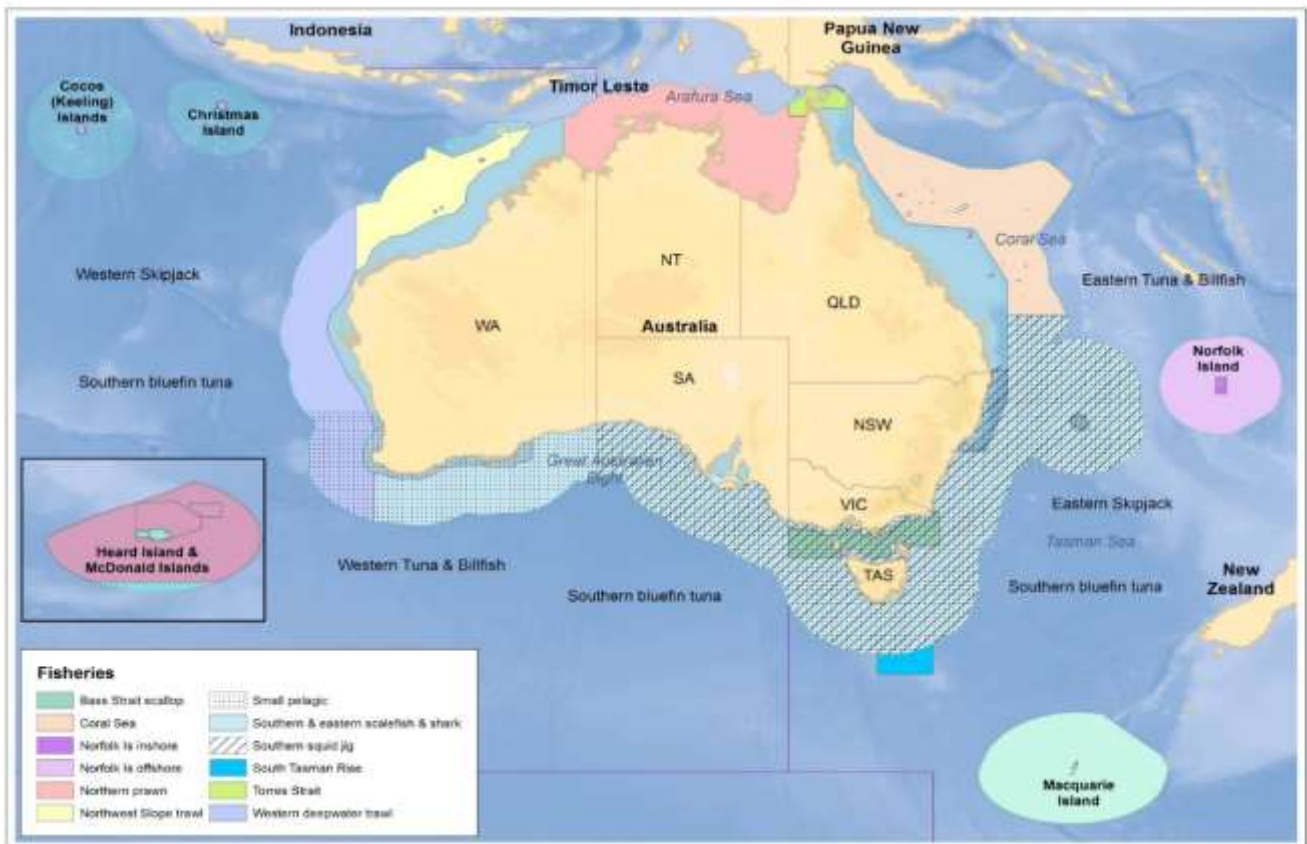 Indonesia
Papua New
Guinea
Cocos
(Keeling)
Islands
Christmas
Island
Timor Leste
Arafura Sea
Coral Sea
Western Skipjack
Eastern Tuna & Billfish
NT
WA
Australia
QLD
Southern bluefin tuna
SA
Norfolk
Island
NSW
Great Australian
Bight
VIC
Eastern Skipjack
Heard Island &
McDonald Islands
Tasman Sea
Western Tuna & Billfish
TAS
Southern bluefin tuna
Southern bluefin tuna
New
Zealand
Fisheries
Bass Strait scallop
Coral Sea
Norfolk Is inshore
Norfolk Is offshore
Northern prawn
Northwest Slope trawl
Small pelagic
Southern & eastern scalefish & shark
Southern squid jig
South Tasman Rise
Torres Strait
Western deepwater trawl
Macquarie
Island